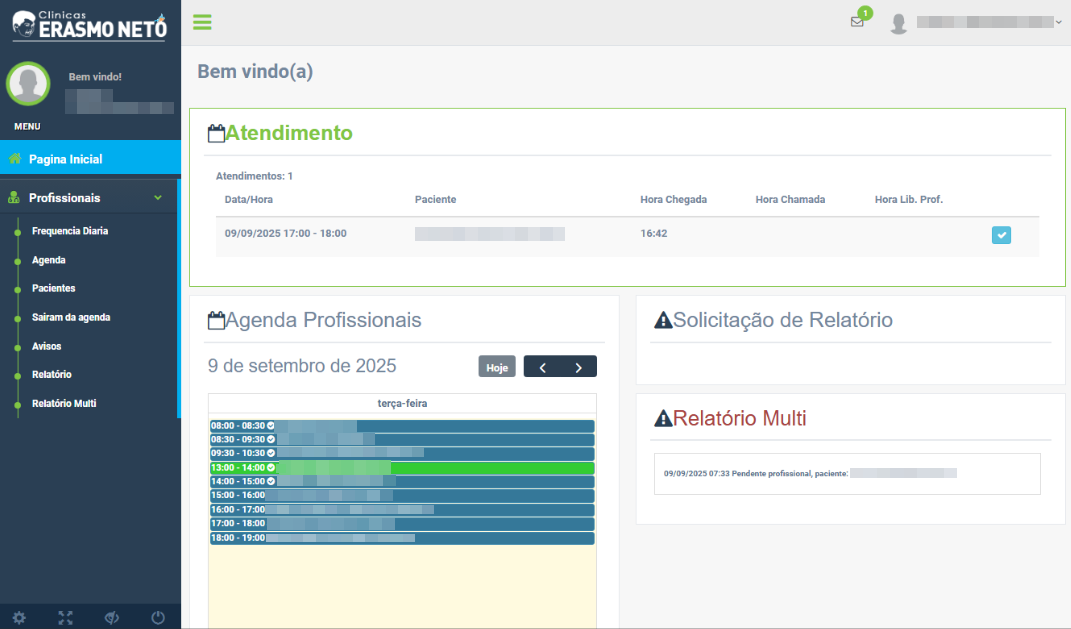 Clínicas
ERASMO NETO
1
Bem vindo!
MENU
Pagina Inicial
Profissionais
Frequencia Diaria
Agenda
Pacientes
Sairam da agenda
Avisos
Relatório
Relatório Multi
Bem vindo(a)
Atendimento
Atendimentos: 1
Data/Hora Paciente Hora Chegada Hora Chamada Hora Lib. Prof.
09/09/2025 17:00 - 18:00 16:42
Agenda Profissionais
9 de setembro de 2025 Hoje
terça-feira
08:00 - 08:30
08:30 - 09:30
09:30 - 10:30
13:00 - 14:00
14:00 - 15:00
15:00 - 16:00
16:00 - 17:00
17:00 - 18:00
18:00 - 19:00
Solicitação de Relatório
Relatório Multi
09/09/2025 07:33 Pendente profissional, paciente: